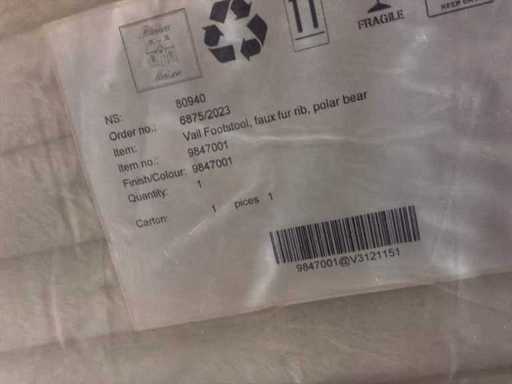 FRAGILE
NS: 80940
Order no.: 6875/2023
Item: Vail Footstool, faux fur rib, polar bear
Item no.: 9847001
Finish/Colour: 9847001
Quantity: 1
Carton: 1 pices 1
9847001@V3121151